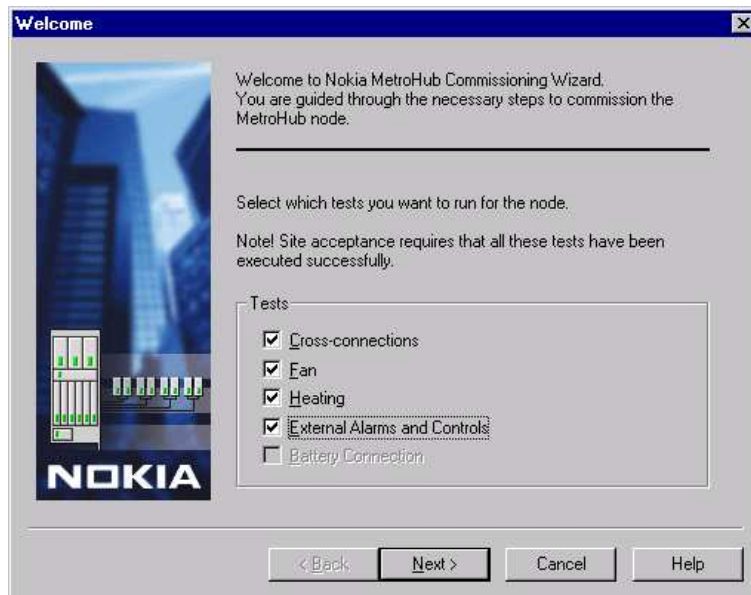 Welcome
Welcome to Nokia MetroHub Commissioning Wizard.
You are guided through the necessary steps to commission the
MetroHub node.
Select which tests you want to run for the node.
Note! Site acceptance requires that all these tests have been
executed successfully.
Tests
Cross-connections
Fan
Heating
External Alarms and Controls
Battery Connection
NOKIA
< Back
Next >
Cancel
Help